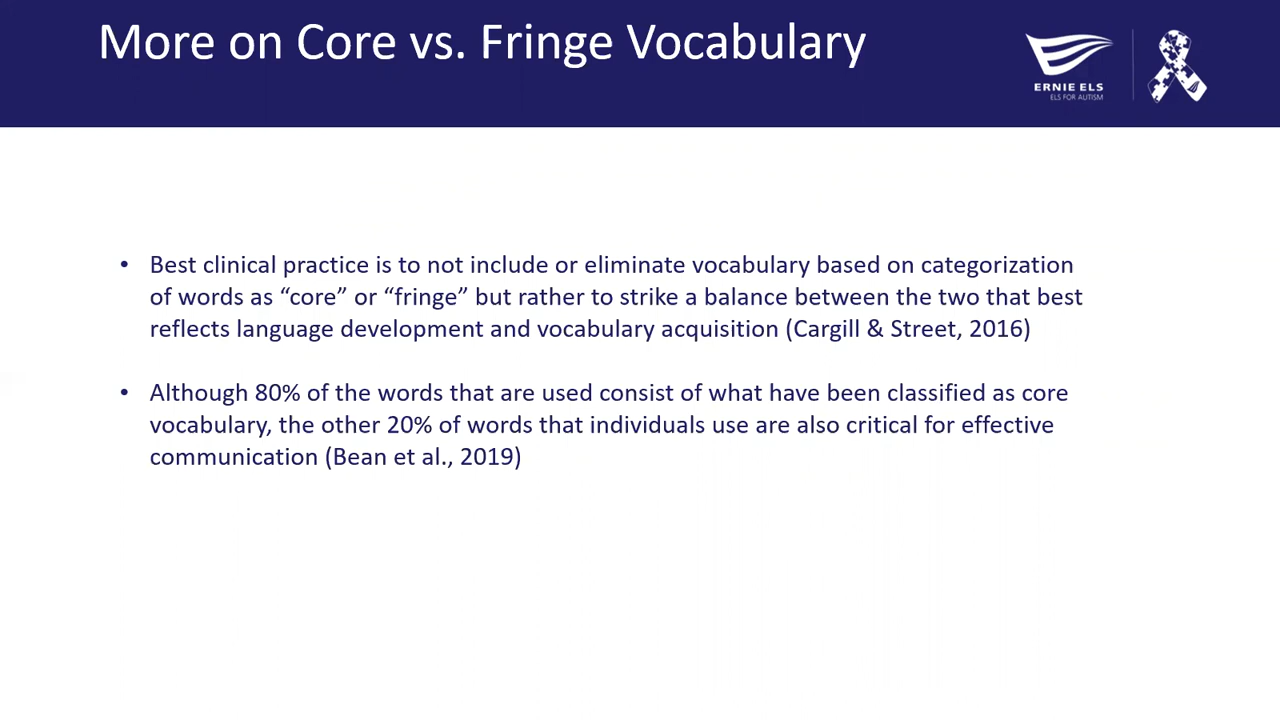 More on Core vs. Fringe Vocabulary
ERNIE ELS
ELS FOR AUTISM
• Best clinical practice is to not include or eliminate vocabulary based on categorization
of words as “core” or “fringe” but rather to strike a balance between the two that best
reflects language development and vocabulary acquisition (Cargill & Street, 2016)
• Although 80% of the words that are used consist of what have been classified as core
vocabulary, the other 20% of words that individuals use are also critical for effective
communication (Bean et al., 2019)